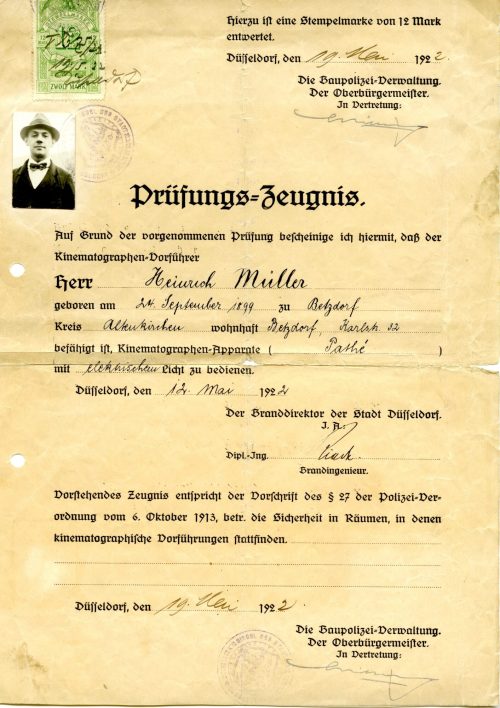 Hierzu ist eine Stempelmarke von 12 Mark
entwertet.
Düsseldorf, den 19. Mai 1922.
Die Baupolizei-Verwaltung.
Der Oberbürgermeister.
In Vertretung:
ZWÖLF MARK
Prüfungs-Zeugnis.
Auf Grund der vorgenommenen Prüfung bescheinige ich hiermit, daß der
Kinematographen-Vorführer
Herr Heinrich Müller
geboren am 24. September 1899 zu Betzdorf
Kreis Altenkirchen wohnhaft Betzdorf, Karlstr. 32
befähigt ist, Kinematographen-Apparate ( Pathé )
mit elektrischem Licht zu bedienen.
Düsseldorf, den 12. Mai 1922
Der Branddirektor der Stadt Düsseldorf.
J. A.
Dipl.-Ing.
Brandingenieur.
Vorstehendes Zeugnis entspricht der Vorschrift des § 27 der Polizei-Ver-
ordnung vom 6. Oktober 1913, betr. die Sicherheit in Räumen, in denen
kinematographische Vorführungen stattfinden.
Düsseldorf, den 19. Mai 1922.
Die Baupolizei-Verwaltung.
Der Oberbürgermeister.
In Vertretung: